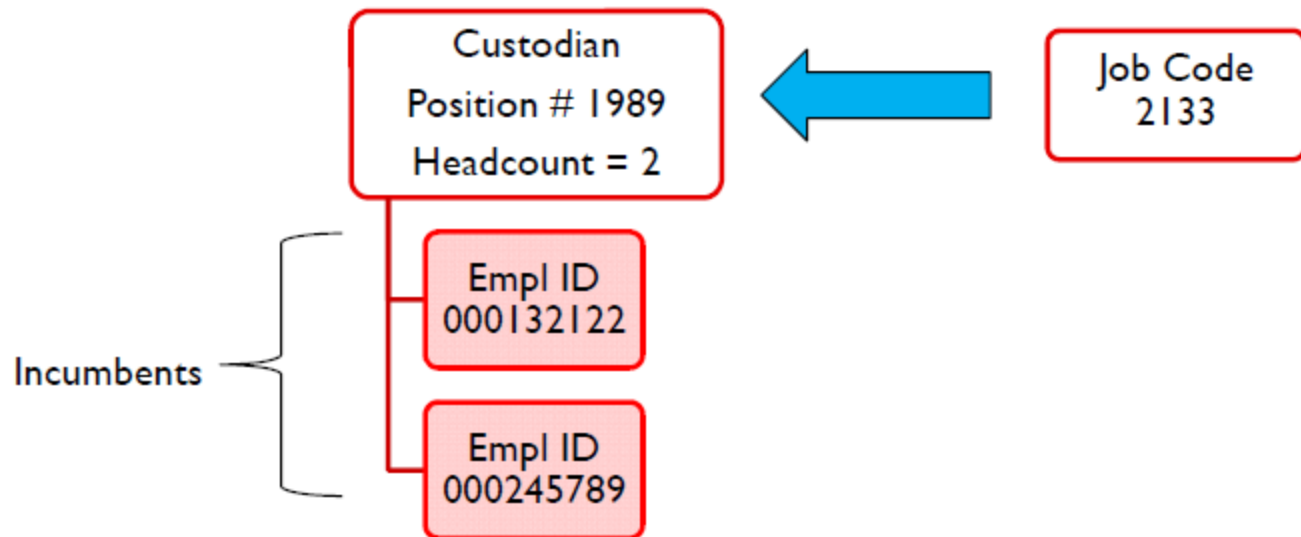 Custodian
Position # 1989
Headcount = 2
Job Code
2133
Incumbents
Empl ID
000132122
Empl ID
000245789